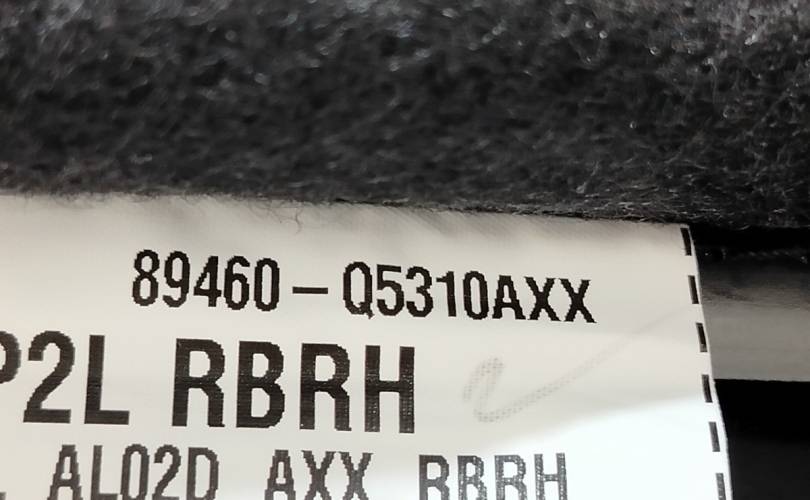 89460-Q5310AXX
P2L RBRH
AL02D AXX RBRH